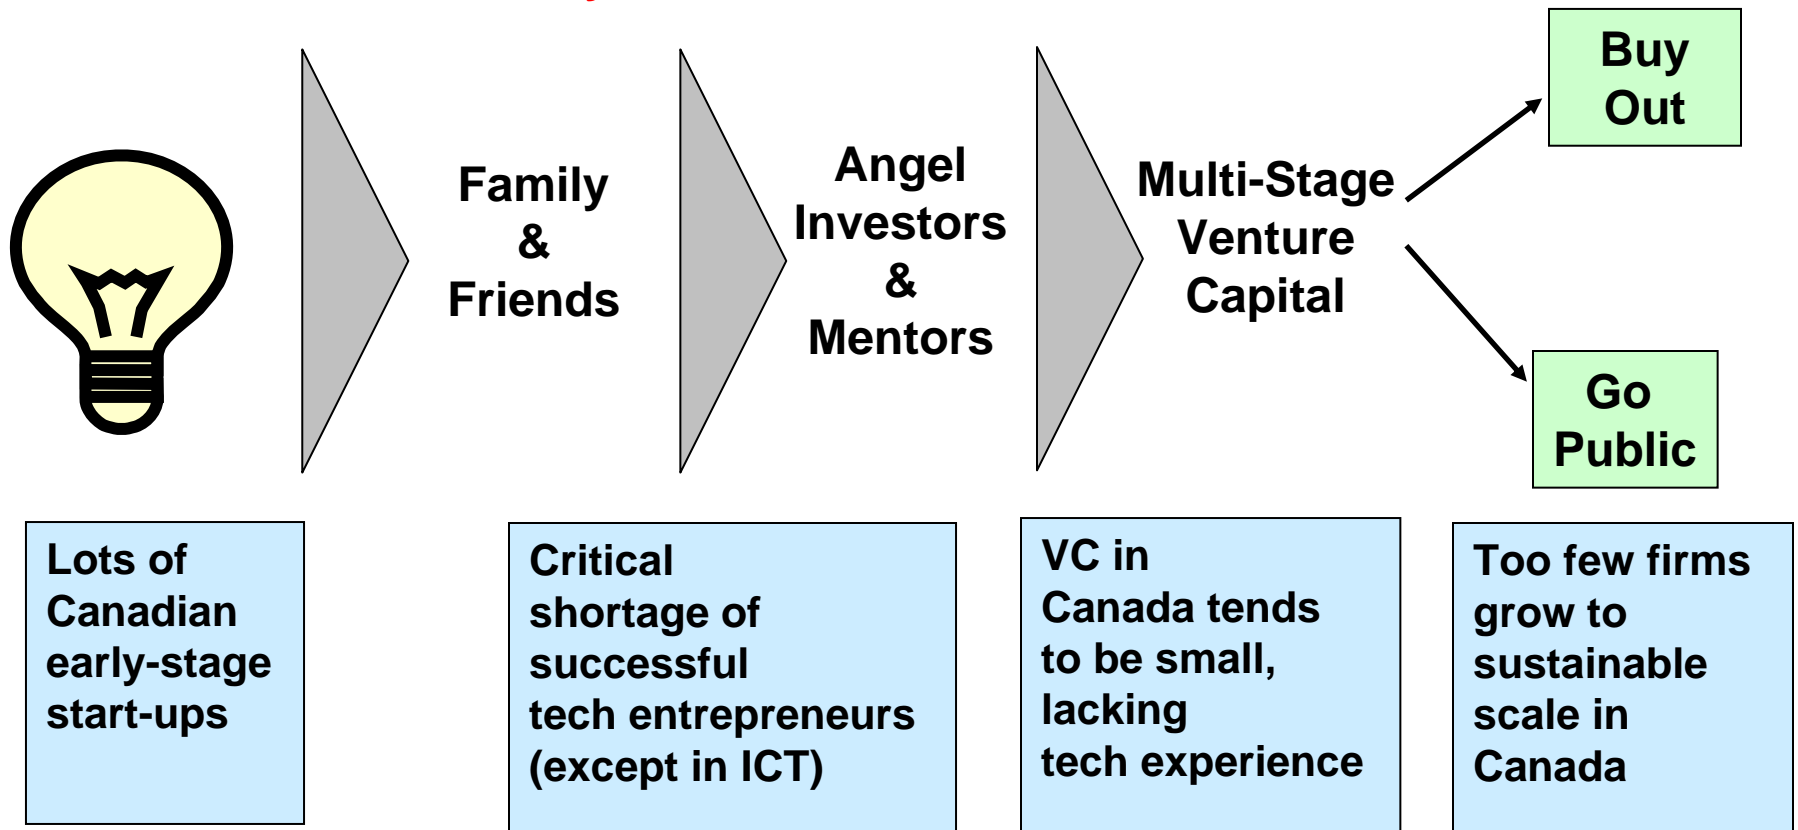 Family
&
Friends
Angel
Investors
&
Mentors
Multi-Stage
Venture
Capital
Buy
Out
Go
Public
Lots of
Canadian
early-stage
start-ups
Critical
shortage of
successful
tech entrepreneurs
(except in ICT)
VC in
Canada tends
to be small,
lacking
tech experience
Too few firms
grow to
sustainable
scale in
Canada